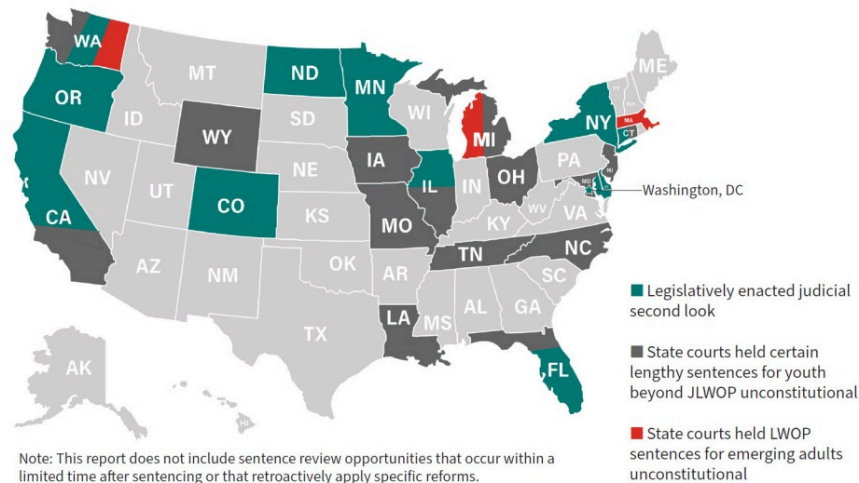 WA
MT
ND
MN
ME
OR
ID
SD
WI
NY
MA
WY
MI
CT
IA
PA
NJ
NE
NV
IL
IN
OH
MD
UT
CO
WV
Washington, DC
CA
KS
MO
KY
VA
TN
NC
AZ
NM
OK
AR
SC
MS
AL
GA
LA
TX
FL
AK
HI
Legislatively enacted judicial
second look
State courts held certain
lengthy sentences for youth
beyond JLWOP unconstitutional
State courts held LWOP
sentences for emerging adults
unconstitutional
Note: This report does not include sentence review opportunities that occur within a
limited time after sentencing or that retroactively apply specific reforms.